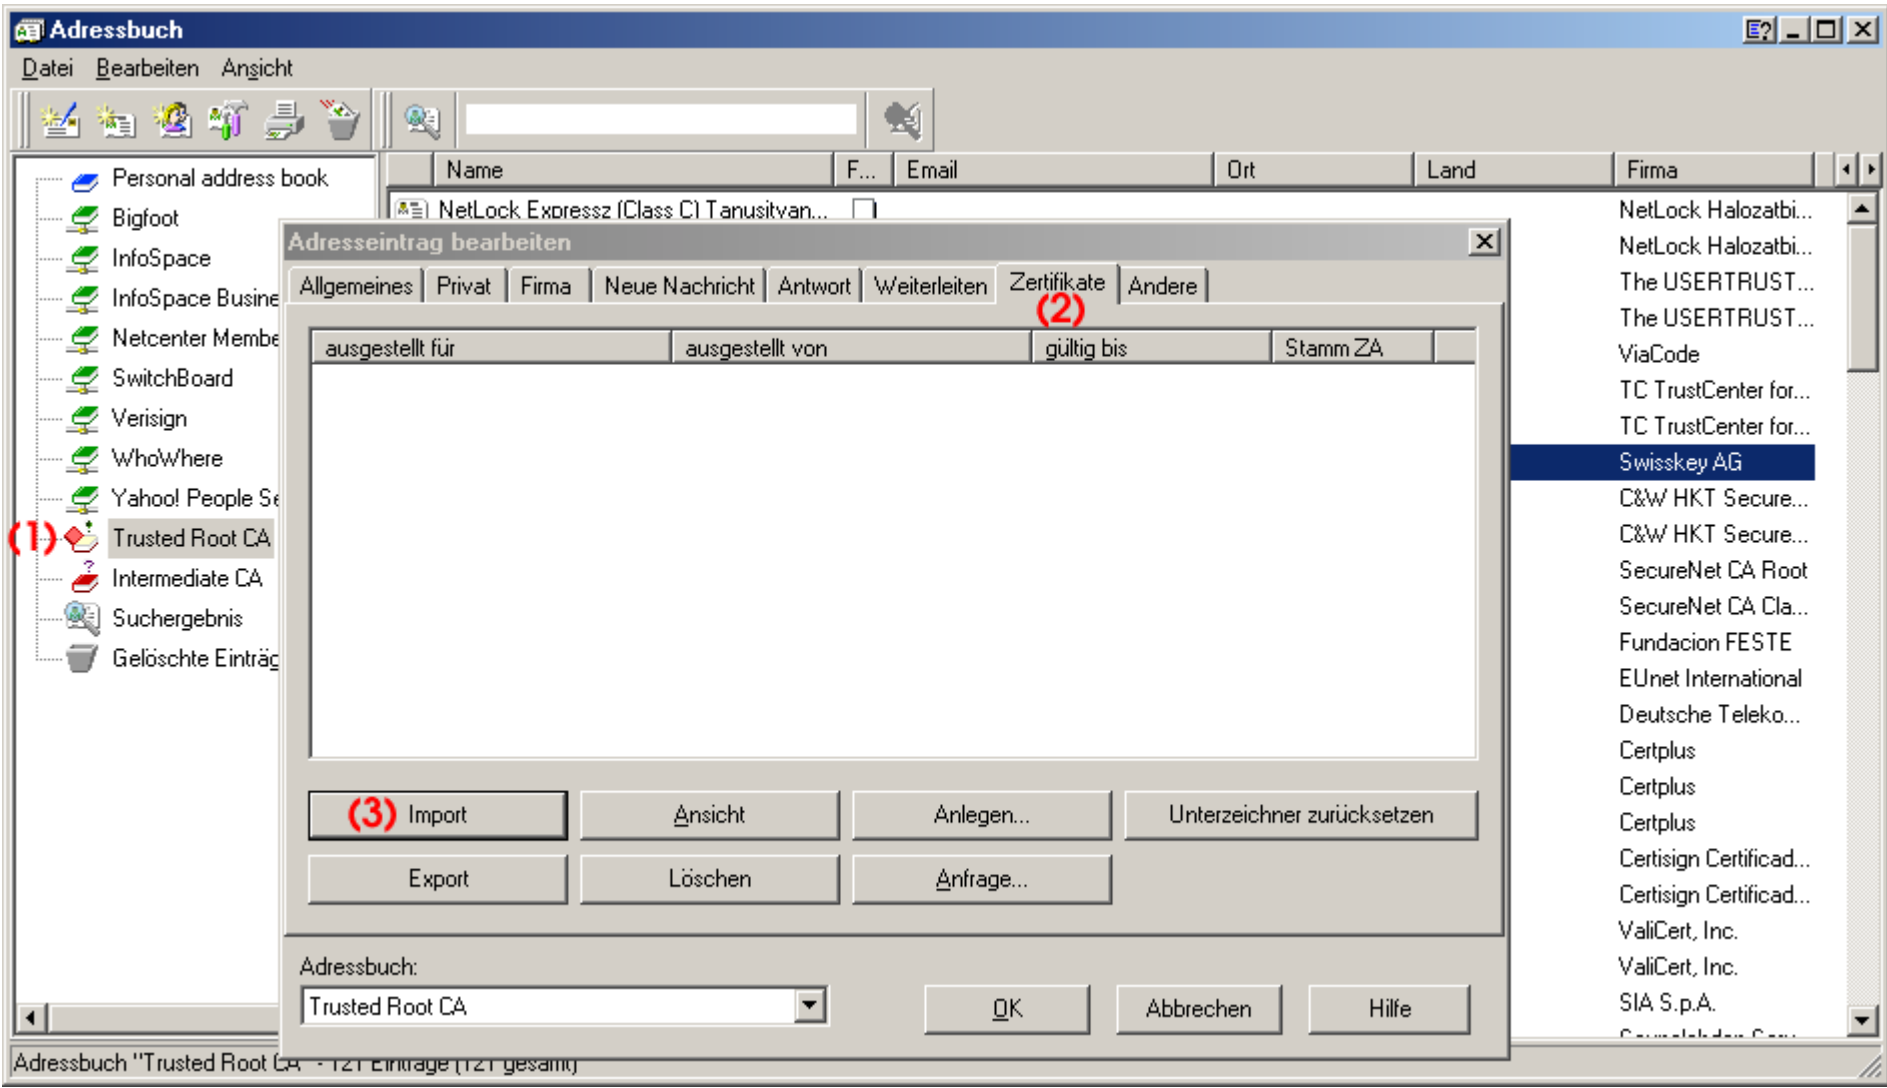 Adressbuch
Datei Bearbeiten Ansicht
Name F... Email Ort Land Firma
Personal address book
Bigfoot
InfoSpace
InfoSpace Busine
Netcenter Membe
SwitchBoard
Verisign
WhoWhere
Yahoo! People Se
(1) Trusted Root CA
Intermediate CA
Suchergebnis
Gelöschte Einträg
NetLock Expressz (Class C) Tanusitvan...
Adresseintrag bearbeiten
Allgemeines Privat Firma Neue Nachricht Antwort Weiterleiten Zertifikate Andere
(2)
ausgestellt für ausgestellt von gültig bis Stamm ZA
(3) Import Ansicht Anlegen... Unterzeichner zurücksetzen
Export Löschen Anfrage...
Adressbuch:
Trusted Root CA
OK Abbrechen Hilfe
NetLock Halozatbi...
NetLock Halozatbi...
The USERTRUST...
The USERTRUST...
ViaCode
TC TrustCenter for...
TC TrustCenter for...
Swisskey AG
C&W HKT Secure...
C&W HKT Secure...
SecureNet CA Root
SecureNet CA Cla...
Fundacion FESTE
EUnet International
Deutsche Teleko...
Certplus
Certplus
Certplus
Certisign Certificad...
Certisign Certificad...
ValiCert, Inc.
ValiCert, Inc.
SIA S.p.A.
Adressbuch "Trusted Root CA" - 121 Einträge (121 gesamt)